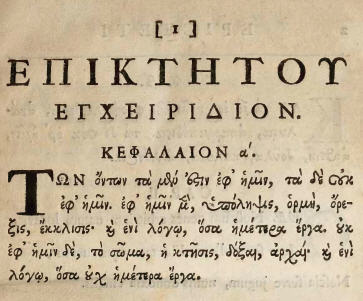 [ 1 ]
ΕΠΙΚΤΗΤΟΥ
ΕΓΧΕΙΡΙΔΙΟΝ.
ΚΕΦΑΛΑΙΟΝ α΄.
ΤΩΝ ὄντων τὰ μέν ἐστιν ἐφ᾽ ἡμῖν, τὰ δὲ οὐκ
ἐφ᾽ ἡμῖν. ἐφ᾽ ἡμῖν μὲν, ὑπόληψις, ὁρμὴ, ὄρε-
ξις, ἔκκλισις· καὶ ἑνὶ λόγῳ, ὅσα ἡμέτερα ἔργα. οὐκ
ἐφ᾽ ἡμῖν δὲ, τὸ σῶμα, ἡ κτῆσις, δόξαι, ἀρχαί· καὶ ἑνὶ
λόγῳ, ὅσα οὐχ ἡμέτερα ἔργα.